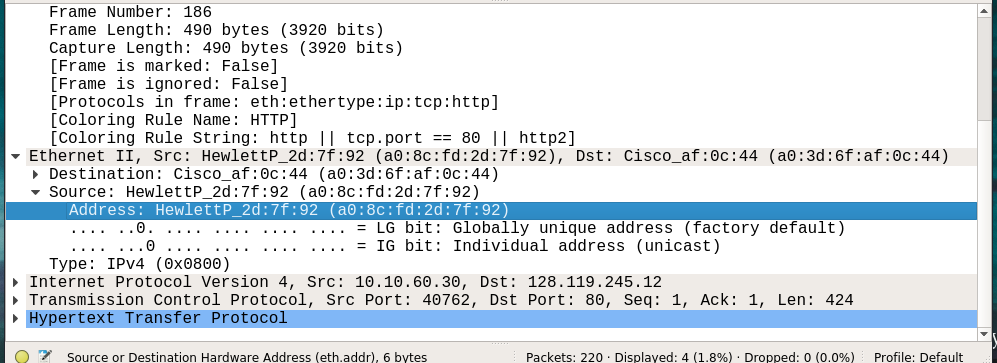 Frame Number: 186
Frame Length: 490 bytes (3920 bits)
Capture Length: 490 bytes (3920 bits)
[Frame is marked: False]
[Frame is ignored: False]
[Protocols in frame: eth:ethertype:ip:tcp:http]
[Coloring Rule Name: HTTP]
[Coloring Rule String: http || tcp.port == 80 || http2]
Ethernet II, Src: HewlettP_2d:7f:92 (a0:8c:fd:2d:7f:92), Dst: Cisco_af:0c:44 (a0:3d:6f:af:0c:44)
Destination: Cisco_af:0c:44 (a0:3d:6f:af:0c:44)
Source: HewlettP_2d:7f:92 (a0:8c:fd:2d:7f:92)
Address: HewlettP_2d:7f:92 (a0:8c:fd:2d:7f:92)
.... ..0. .... .... .... .... = LG bit: Globally unique address (factory default)
.... ...0 .... .... .... .... = IG bit: Individual address (unicast)
Type: IPv4 (0x0800)
Internet Protocol Version 4, Src: 10.10.60.30, Dst: 128.119.245.12
Transmission Control Protocol, Src Port: 40762, Dst Port: 80, Seq: 1, Ack: 1, Len: 424
Hypertext Transfer Protocol
Source or Destination Hardware Address (eth.addr), 6 bytes Packets: 220 · Displayed: 4 (1.8%) · Dropped: 0 (0.0%) Profile: Default